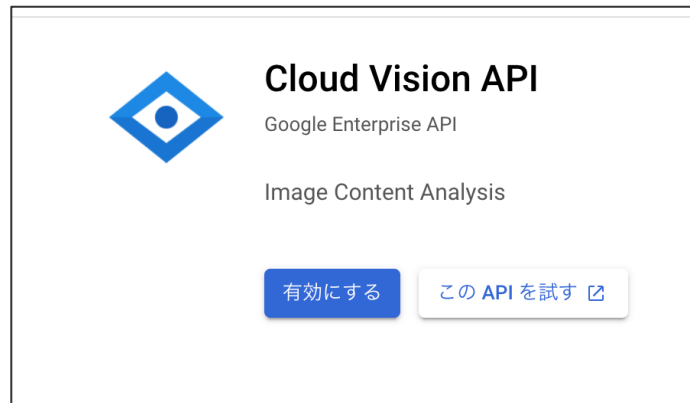 Cloud Vision API
Google Enterprise API
Image Content Analysis
有効にする
この API を試す